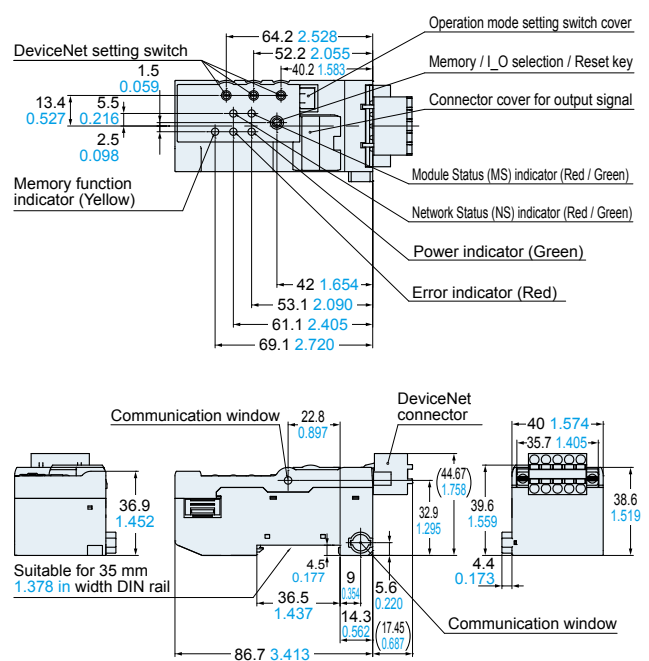 64.2 2.528
Operation mode setting switch cover
DeviceNet setting switch
52.2 2.055
40.2 1.583
Memory / I_O selection / Reset key
1.5
0.059
Connector cover for output signal
13.4
0.527
5.5
0.216
2.5
0.098
Module Status (MS) indicator (Red / Green)
Memory function
indicator (Yellow)
Network Status (NS) indicator (Red / Green)
Power indicator (Green)
42 1.654
Error indicator (Red)
53.1 2.090
61.1 2.405
69.1 2.720
DeviceNet
connector
Communication window
22.8
0.897
40 1.574
35.7 1.405
(44.67)
1.758
36.9
1.452
32.9
1.295
39.6
1.559
38.6
1.519
Suitable for 35 mm
1.378 in width DIN rail
4.5
0.177
36.5
1.437
9
0.354
5.6
0.220
4.4
0.173
14.3
0.562
(17.45)
0.687
Communication window
86.7 3.413